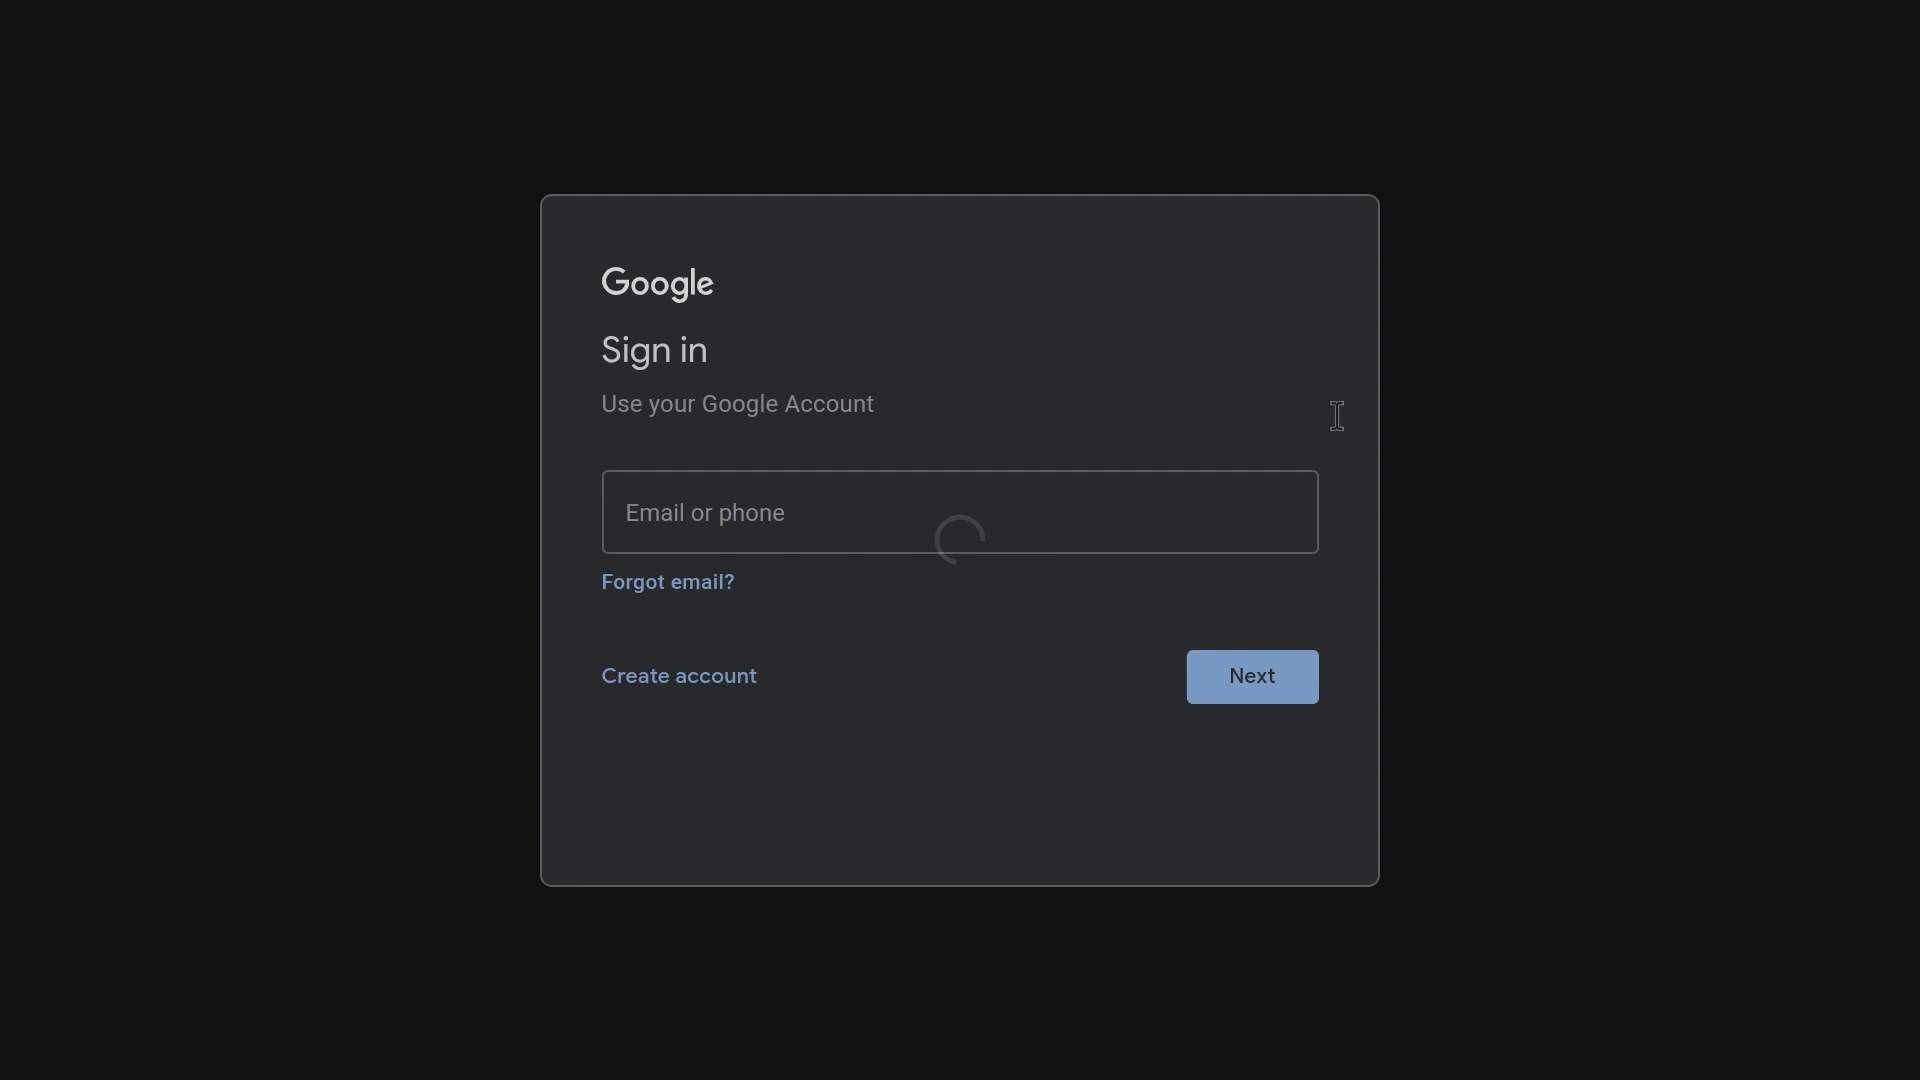 Google
Sign in
Use your Google Account
Email or phone
Forgot email?
Create account
Next